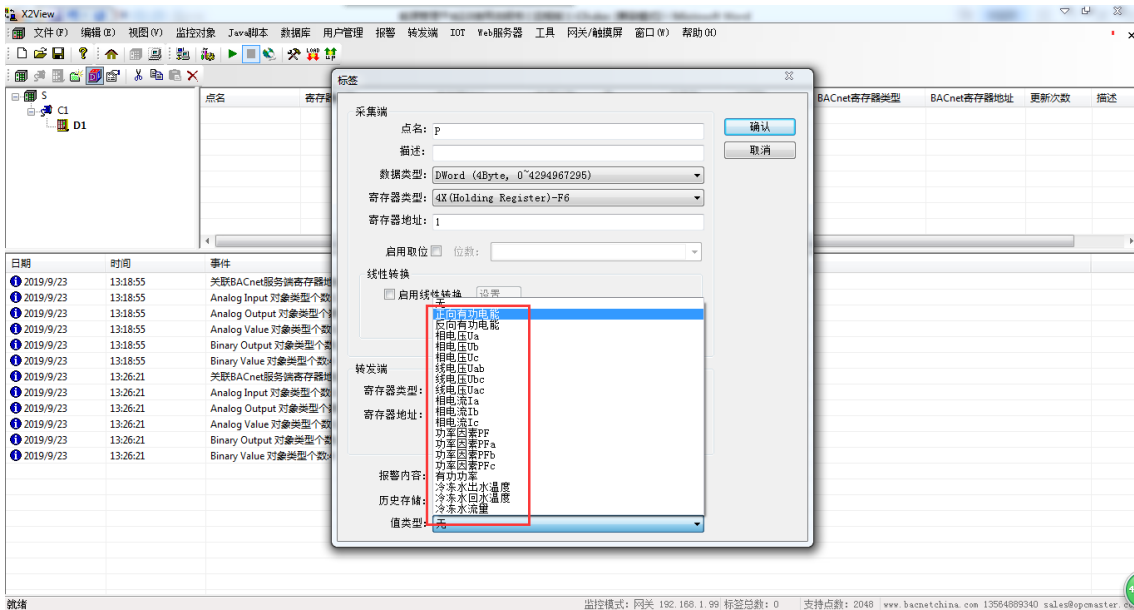 X2View
文件(F) 编辑(E) 视图(V) 监控对象 Java脚本 数据库 用户管理 报警 转发端 IOT Web服务器 工具 网关/触摸屏 窗口(W) 帮助(H)
S
C1
D1
点名 寄存器
BACnet寄存器类型 BACnet寄存器地址 更新次数 描述
标签
采集端
点名: P
确认
描述:
取消
数据类型: DWord (4Byte, 0~4294967295)
寄存器类型: 4X(Holding Register)-F6
寄存器地址: 1
启用取位 位数:
线性转换
启用线性转换 设置
无
正向有功电能
反向有功电能
相电压Ua
相电压Ub
相电压Uc
线电压Uab
线电压Ubc
线电压Uac
相电流Ia
相电流Ib
相电流Ic
功率因素PF
功率因素PFa
功率因素PFb
功率因素PFc
有功功率
冷冻水出水温度
冷冻水回水温度
冷冻水流量
转发端
寄存器类型:
寄存器地址:
报警内容:
历史存储:
值类型: 无
日期 时间 事件
2019/9/23 13:18:55 关联BACnet服务端寄存器地
2019/9/23 13:18:55 Analog Input 对象类型个数
2019/9/23 13:18:55 Analog Output 对象类型个
2019/9/23 13:18:55 Analog Value 对象类型个数
2019/9/23 13:18:55 Binary Output 对象类型个数
2019/9/23 13:18:55 Binary Value 对象类型个数:
2019/9/23 13:26:21 关联BACnet服务端寄存器地
2019/9/23 13:26:21 Analog Input 对象类型个数
2019/9/23 13:26:21 Analog Output 对象类型个
2019/9/23 13:26:21 Analog Value 对象类型个数
2019/9/23 13:26:21 Binary Output 对象类型个数
2019/9/23 13:26:21 Binary Value 对象类型个数:
就绪
监控模式: 网关 192.168.1.99 标签总数: 0 支持点数: 2048 www.bacnetchina.com 13564889340 sales@opcmaster.c